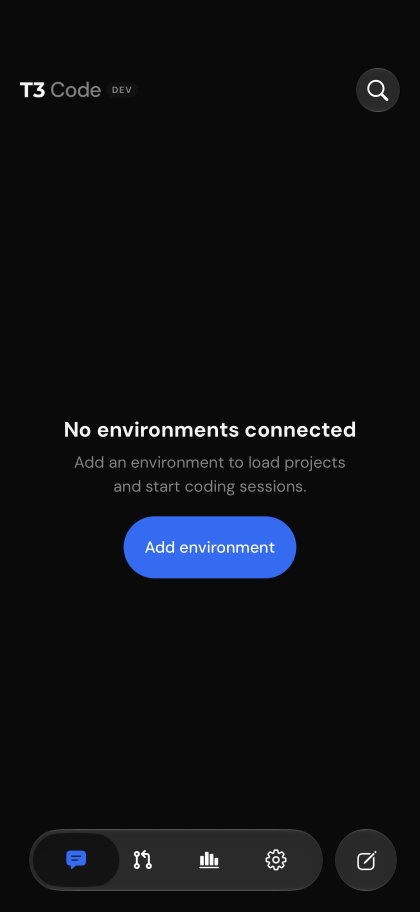 T3 Code DEV
No environments connected
Add an environment to load projects
and start coding sessions.
Add environment